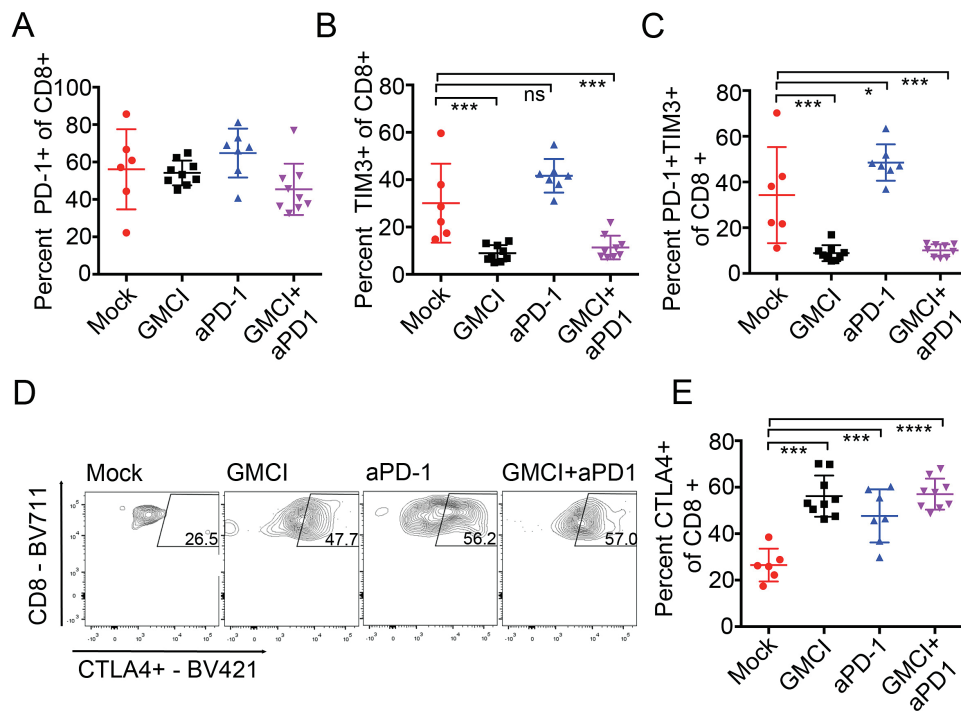 A
Percent PD-1+ of CD8+
100
80
60
40
20
0
Mock
GMCI
aPD-1
GMCI+
aPD1
B
Percent TIM3+ of CD8+
80
60
40
20
0
***
ns
***
Mock
GMCI
aPD-1
GMCI+
aPD1
C
Percent PD-1+TIM3+
of CD8 +
80
60
40
20
0
***
*
***
Mock
GMCI
aPD-1
GMCI+
aPD1
D
Mock
GMCI
aPD-1
GMCI+aPD1
CD8 - BV711
26.5
47.7
56.2
57.0
CTLA4+ - BV421
E
Percent CTLA4+
of CD8 +
80
60
40
20
0
***
***
****
Mock
GMCI
aPD-1
GMCI+
aPD1